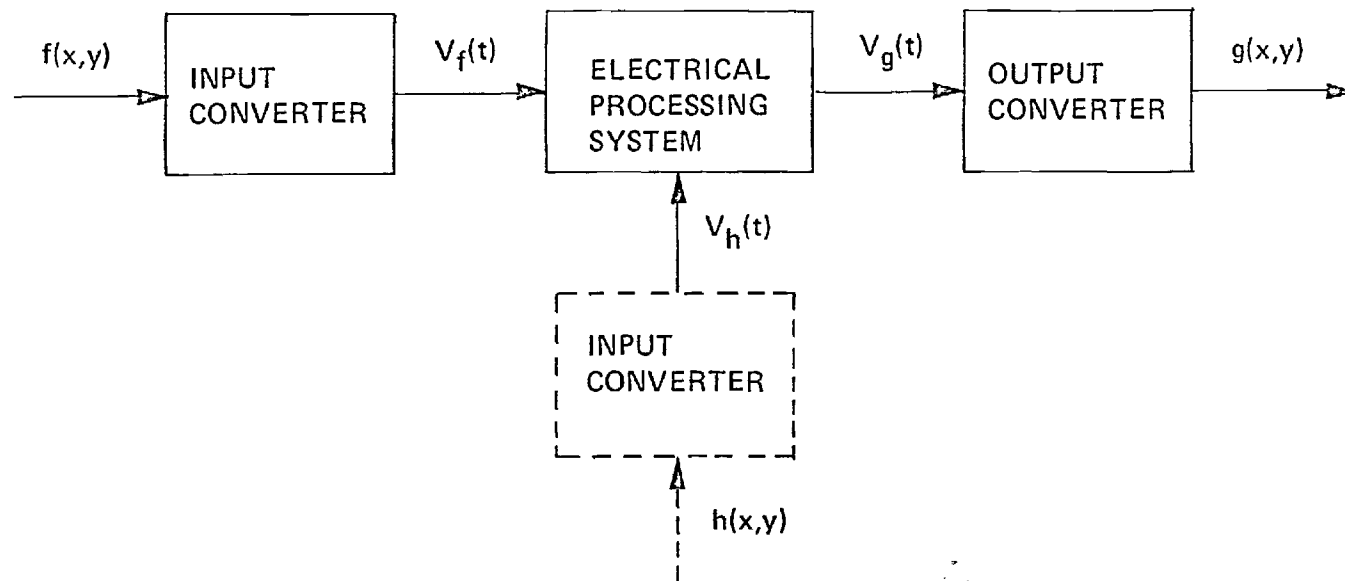 f(x,y)
INPUT
CONVERTER
V_f(t)
ELECTRICAL
PROCESSING
SYSTEM
V_g(t)
OUTPUT
CONVERTER
g(x,y)
V_h(t)
INPUT
CONVERTER
h(x,y)